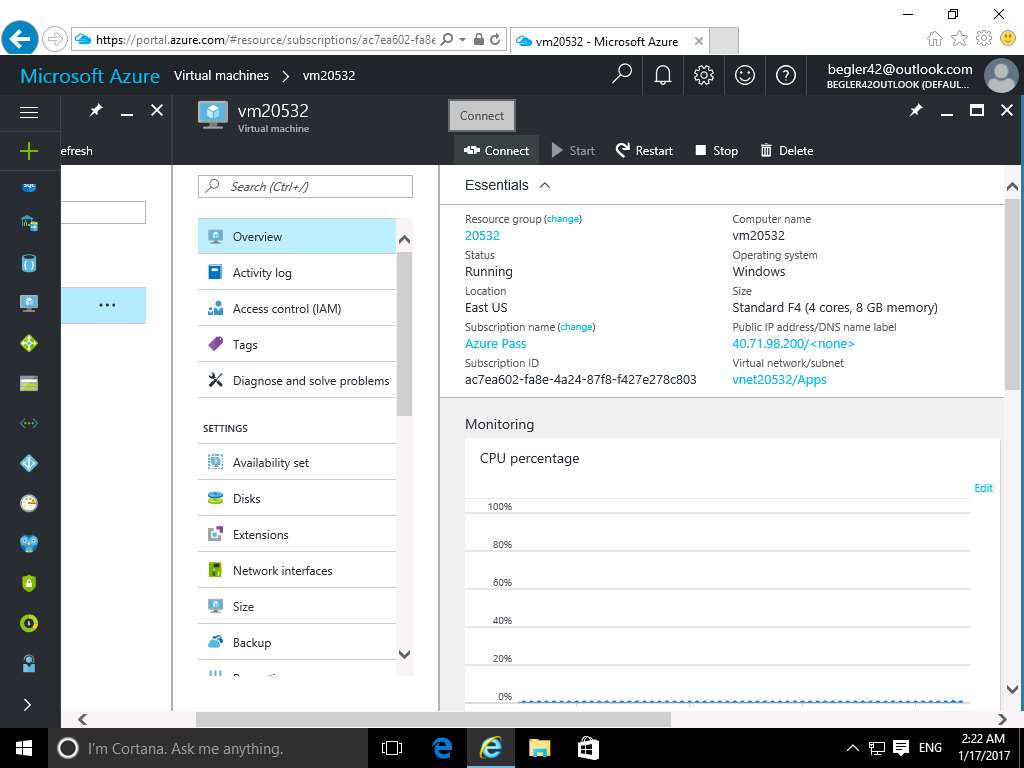 https://portal.azure.com/#resource/subscriptions/ac7ea602-fa8e
vm20532 - Microsoft Azure
Microsoft Azure Virtual machines > vm20532
begler42@outlook.com
BEGLER42OUTLOOK (DEFAUL...
efresh
vm20532
Virtual machine
Connect
Connect Start Restart Stop Delete
Search (Ctrl+/)
Overview
Activity log
Access control (IAM)
Tags
Diagnose and solve problems
SETTINGS
Availability set
Disks
Extensions
Network interfaces
Size
Backup
Essentials
Resource group (change)
20532
Status
Running
Location
East US
Subscription name (change)
Azure Pass
Subscription ID
ac7ea602-fa8e-4a24-87f8-f427e278c803
Computer name
vm20532
Operating system
Windows
Size
Standard F4 (4 cores, 8 GB memory)
Public IP address/DNS name label
40.71.98.200/<none>
Virtual network/subnet
vnet20532/Apps
Monitoring
CPU percentage
Edit
100%
80%
60%
40%
20%
0%
I'm Cortana. Ask me anything.
ENG
2:22 AM
1/17/2017